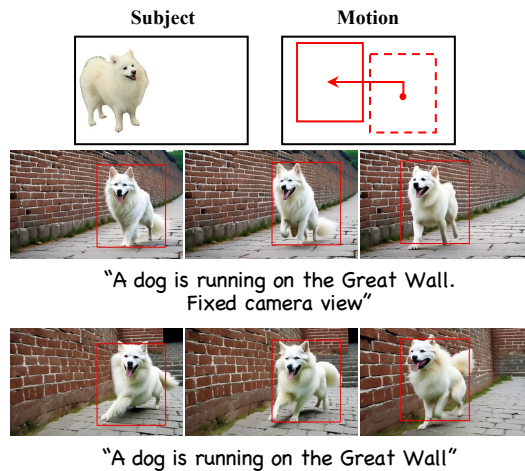 Subject
Motion
“A dog is running on the Great Wall.
Fixed camera view”
“A dog is running on the Great Wall”